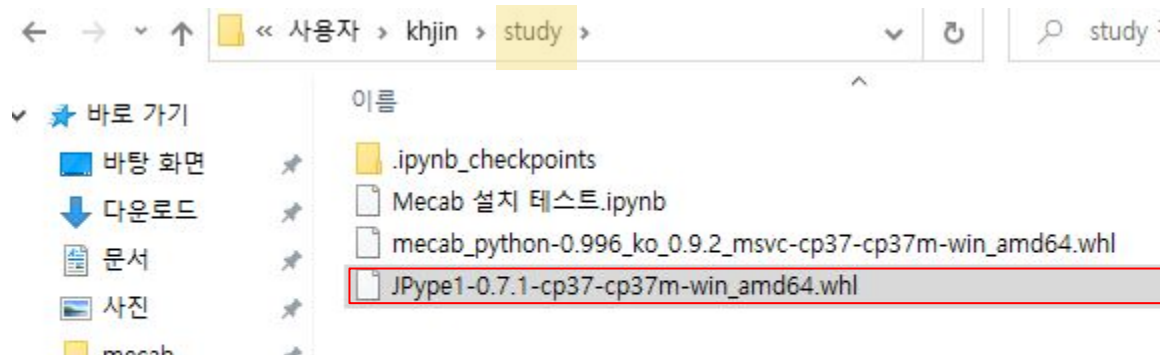 « 사용자 › khjin › study ›
study
바로 가기
바탕 화면
다운로드
문서
사진
mecab
이름
.ipynb_checkpoints
Mecab 설치 테스트.ipynb
mecab_python-0.996_ko_0.9.2_msvc-cp37-cp37m-win_amd64.whl
JPype1-0.7.1-cp37-cp37m-win_amd64.whl